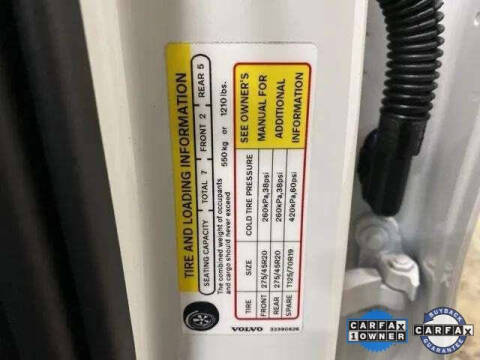 TIRE AND LOADING INFORMATION
SEATING CAPACITY TOTAL 7 FRONT 2 REAR 5
The combined weight of occupants
and cargo should never exceed 550 kg or 1210 lbs.
TIRE SIZE COLD TIRE PRESSURE
FRONT 275/45R20 260kPa,38psi
REAR 275/45R20 260kPa,38psi
SPARE T125/70R19 420kPa,60psi
SEE OWNER'S
MANUAL FOR
ADDITIONAL
INFORMATION
VOLVO
CARFAX
1 OWNER
BUYBACK
CARFAX
GUARANTEE